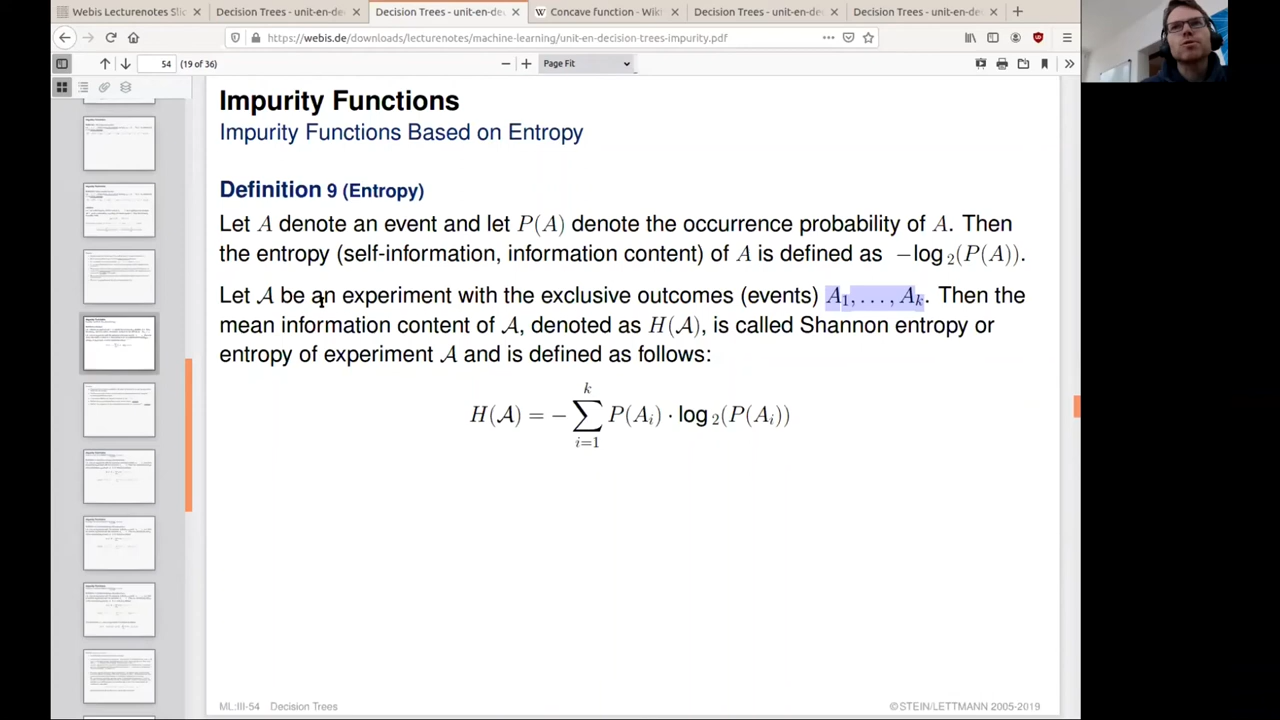 Webis Lecturenotes Slic
Decision Trees - unit-en-de
Decision Trees - unit-en-de
Concave function - Wiki
Decision Trees - unit-en-de
Decision Trees - unit-en-de
https://webis.de/downloads/lecturenotes/machine-learning/unit-en-decision-trees-impurity.pdf
54 (19 of 36)
Page Fit
Impurity Functions
Impurity Functions Based on Entropy
Definition 9 (Entropy)
Let A denote an event and let P(A) denote the occurrence probability of A. Then
the entropy (self-information, information content) of A is defined as −log₂(P(A)).
Let 𝒜 be an experiment with the exclusive outcomes (events) A₁, . . . , Aₖ. Then the
mean information content of 𝒜, denoted as H(𝒜), is called Shannon entropy or
entropy of experiment 𝒜 and is defined as follows:
H(𝒜) = − ∑ᵢ₌₁ᵏ P(Aᵢ) · log₂(P(Aᵢ))
ML:III-54 Decision Trees
©STEIN/LETTMANN 2005-2019